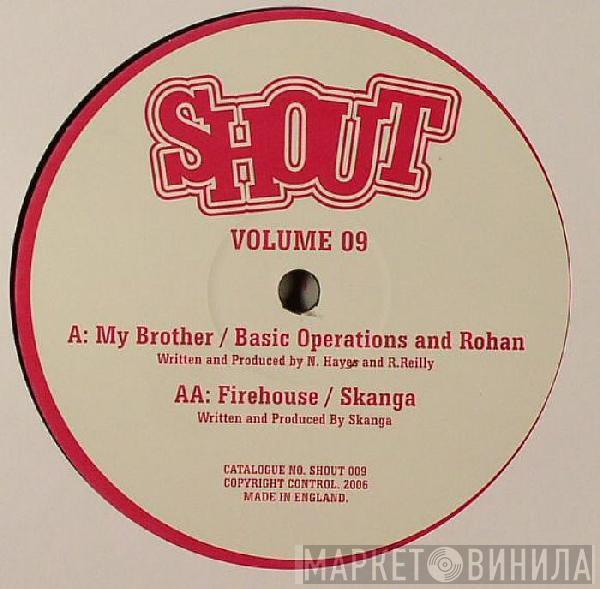 SHOUT
VOLUME 09
A: My Brother / Basic Operations and Rohan
Written and Produced by N. Hayes and R.Reilly
AA: Firehouse / Skanga
Written and Produced By Skanga
CATALOGUE NO. SHOUT 009
COPYRIGHT CONTROL. 2006
MADE IN ENGLAND.
МАРКЕТ ВИНИЛА